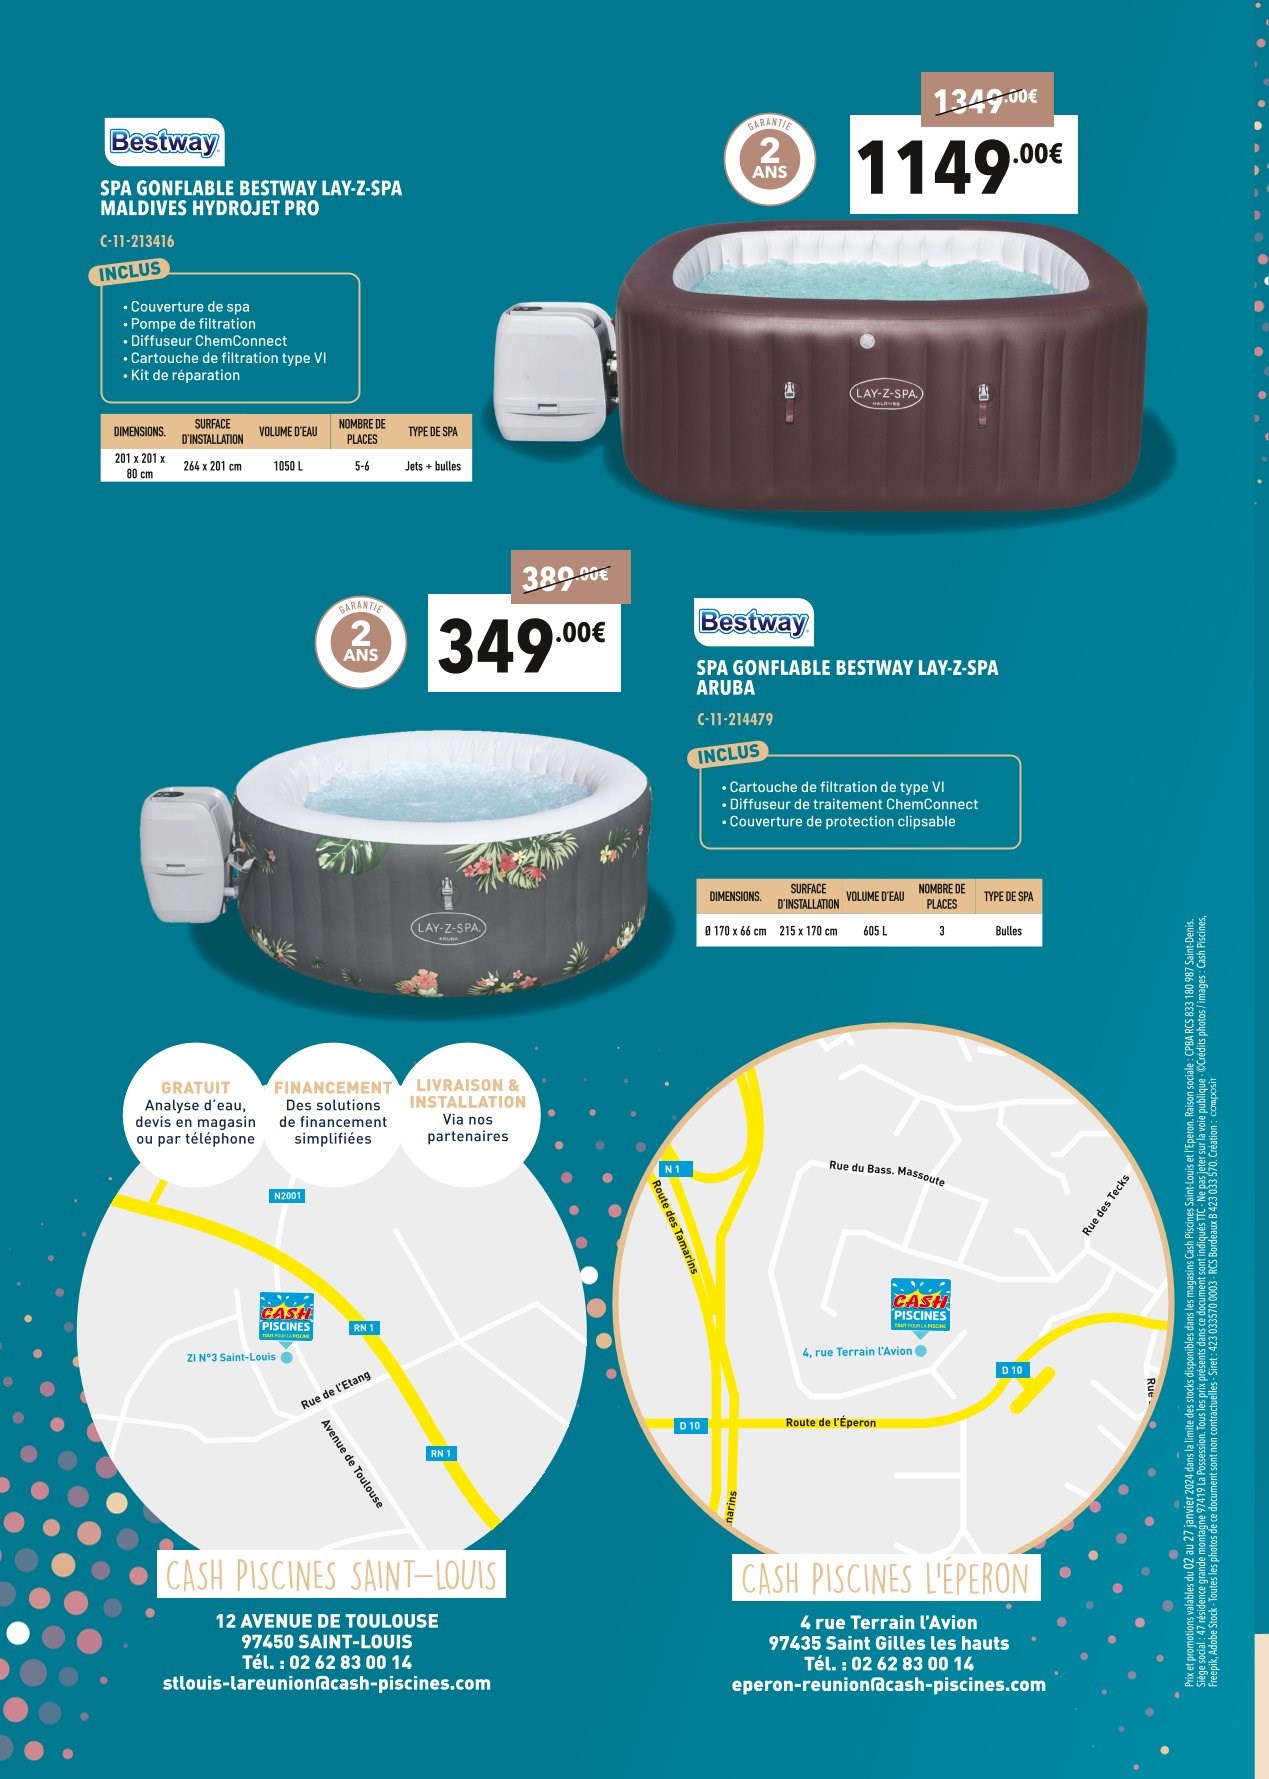 1349.00€
GARANTIE
2
ANS
1149.00€
Bestway
SPA GONFLABLE BESTWAY LAY-Z-SPA
MALDIVES HYDROJET PRO
C-11-213416
INCLUS
• Couverture de spa
• Pompe de filtration
• Diffuseur ChemConnect
• Cartouche de filtration type VI
• Kit de réparation
DIMENSIONS. SURFACE D'INSTALLATION VOLUME D'EAU NOMBRE DE PLACES TYPE DE SPA
201 x 201 x 80 cm 264 x 201 cm 1050 L 5-6 Jets + bulles
LAY-Z-SPA.
MALDIVES
389.00€
GARANTIE
2
ANS
349.00€
Bestway
SPA GONFLABLE BESTWAY LAY-Z-SPA
ARUBA
C-11-214479
INCLUS
• Cartouche de filtration de type VI
• Diffuseur de traitement ChemConnect
• Couverture de protection clipsable
DIMENSIONS. SURFACE D'INSTALLATION VOLUME D'EAU NOMBRE DE PLACES TYPE DE SPA
Ø 170 x 66 cm 215 x 170 cm 605 L 3 Bulles
LAY-Z-SPA.
ARUBA
GRATUIT
Analyse d'eau,
devis en magasin
ou par téléphone
FINANCEMENT
Des solutions
de financement
simplifiées
LIVRAISON &
INSTALLATION
Via nos
partenaires
N2001
CASH
PISCINES
TOUT POUR LA PISCINE
RN 1
ZI N°3 Saint-Louis
Rue de l'Etang
Avenue de Toulouse
RN 1
CASH PISCINES SAINT-LOUIS
12 AVENUE DE TOULOUSE
97450 SAINT-LOUIS
Tél. : 02 62 83 00 14
stlouis-lareunion@cash-piscines.com
N 1
Route des Tamarins
Rue du Bass. Massoute
Rue des Tecks
CASH
PISCINES
TOUT POUR LA PISCINE
4, rue Terrain l'Avion
D 10
Rue
D 10
Route de l'Éperon
marins
CASH PISCINES L'ÉPERON
4 rue Terrain l'Avion
97435 Saint Gilles les hauts
Tél. : 02 62 83 00 14
eperon-reunion@cash-piscines.com
Prix et promotions valables du 02 au 27 janvier 2024 dans la limite des stocks disponibles dans les magasins Cash Piscines Saint-Louis et l'Eperon. Raison sociale : CPBA RCS 833 180 987 Saint-Denis.
Siège social : 47 résidence grande montagne 97419 La Possession. Tous les prix présents dans ce document sont indiqués TTC - Ne pas jeter sur la voie publique - ©Crédits photos / images : Cash Piscines,
Freepik, Adobe Stock - Toutes les photos de ce document sont non contractuelles - Siret : 423 033570 0003 - RCS Bordeaux B 423 033 570. Création : composit